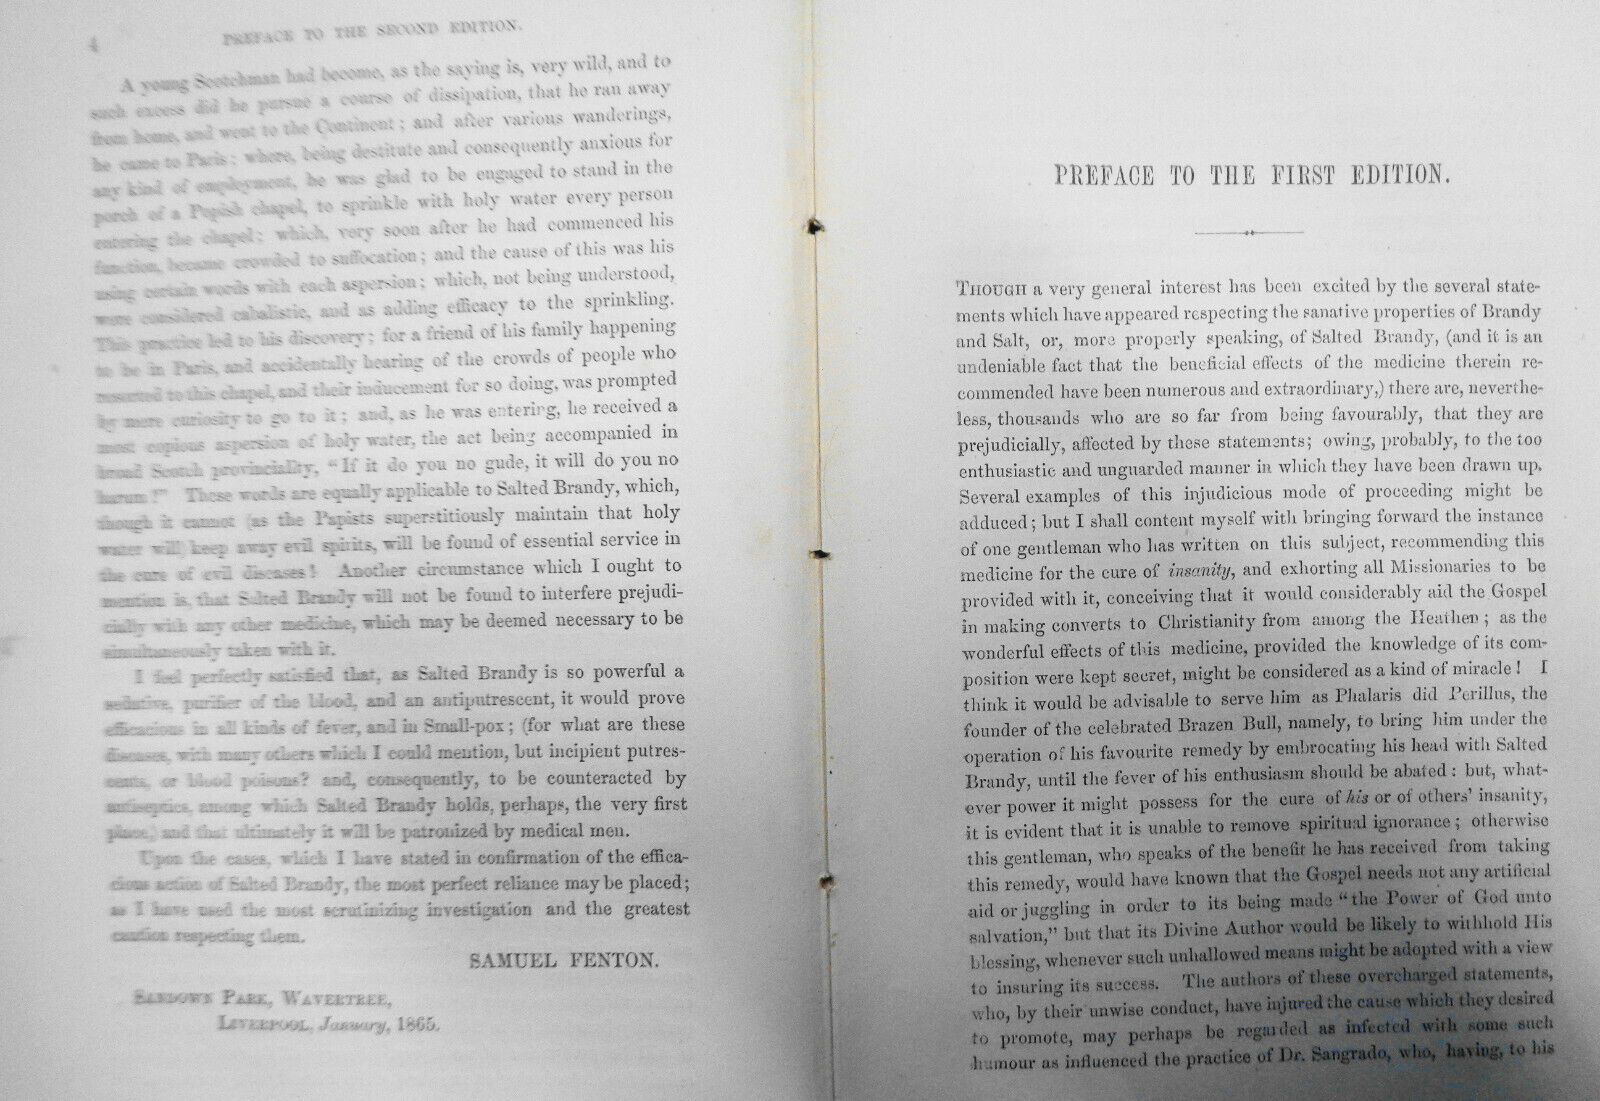 4 PREFACE TO THE SECOND EDITION.
A young Scotchman had become, as the saying is, very wild, and to
such excess did he pursue a course of dissipation, that he ran away
from home, and went to the Continent; and after various wanderings,
he came to Paris; where, being destitute and consequently anxious for
any kind of employment, he was glad to be engaged to stand in the
porch of a Popish chapel, to sprinkle with holy water every person
entering the chapel; which, very soon after he had commenced his
function, became crowded to suffocation; and the cause of this was his
using certain words with each aspersion; which, not being understood,
were considered cabalistic, and as adding efficacy to the sprinkling.
This practice led to his discovery; for a friend of his family happening
to be in Paris, and accidentally hearing of the crowds of people who
resorted to this chapel, and their inducement for so doing, was prompted
by mere curiosity to go to it; and, as he was entering, he received a
most copious aspersion of holy water, the act being accompanied in
broad Scotch provinciality, "If it do you no gude, it will do you no
harum!" These words are equally applicable to Salted Brandy, which,
though it cannot (as the Papists superstitiously maintain that holy
water will) keep away evil spirits, will be found of essential service in
the cure of evil diseases! Another circumstance which I ought to
mention is, that Salted Brandy will not be found to interfere prejudi-
cially with any other medicine, which may be deemed necessary to be
simultaneously taken with it.
I feel perfectly satisfied that, as Salted Brandy is so powerful a
sedative, purifier of the blood, and an antiputrescent, it would prove
efficacious in all kinds of fever, and in Small-pox; (for what are these
diseases, with many others which I could mention, but incipient putres-
cents, or blood poisons? and, consequently, to be counteracted by
antiseptics, among which Salted Brandy holds, perhaps, the very first
place,) and that ultimately it will be patronized by medical men.
Upon the cases, which I have stated in confirmation of the effica-
cious action of Salted Brandy, the most perfect reliance may be placed;
as I have used the most scrutinizing investigation and the greatest
caution respecting them.
SAMUEL FENTON.
SANDOWN PARK, WAVERTREE,
LIVERPOOL, January, 1865.
PREFACE TO THE FIRST EDITION.
THOUGH a very general interest has been excited by the several state-
ments which have appeared respecting the sanative properties of Brandy
and Salt, or, more properly speaking, of Salted Brandy, (and it is an
undeniable fact that the beneficial effects of the medicine therein re-
commended have been numerous and extraordinary,) there are, neverthe-
less, thousands who are so far from being favourably, that they are
prejudicially, affected by these statements; owing, probably, to the too
enthusiastic and unguarded manner in which they have been drawn up.
Several examples of this injudicious mode of proceeding might be
adduced; but I shall content myself with bringing forward the instance
of one gentleman who has written on this subject, recommending this
medicine for the cure of insanity, and exhorting all Missionaries to be
provided with it, conceiving that it would considerably aid the Gospel
in making converts to Christianity from among the Heathen; as the
wonderful effects of this medicine, provided the knowledge of its com-
position were kept secret, might be considered as a kind of miracle! I
think it would be advisable to serve him as Phalaris did Perillus, the
founder of the celebrated Brazen Bull, namely, to bring him under the
operation of his favourite remedy by embrocating his head with Salted
Brandy, until the fever of his enthusiasm should be abated: but, what-
ever power it might possess for the cure of his or of others' insanity,
it is evident that it is unable to remove spiritual ignorance; otherwise
this gentleman, who speaks of the benefit he has received from taking
this remedy, would have known that the Gospel needs not any artificial
aid or juggling in order to its being made "the Power of God unto
salvation," but that its Divine Author would be likely to withhold His
blessing, whenever such unhallowed means might be adopted with a view
to insuring its success. The authors of these overcharged statements,
who, by their unwise conduct, have injured the cause which they desired
to promote, may perhaps be regarded as infected with some such
humour as influenced the practice of Dr. Sangrado, who, having, to his